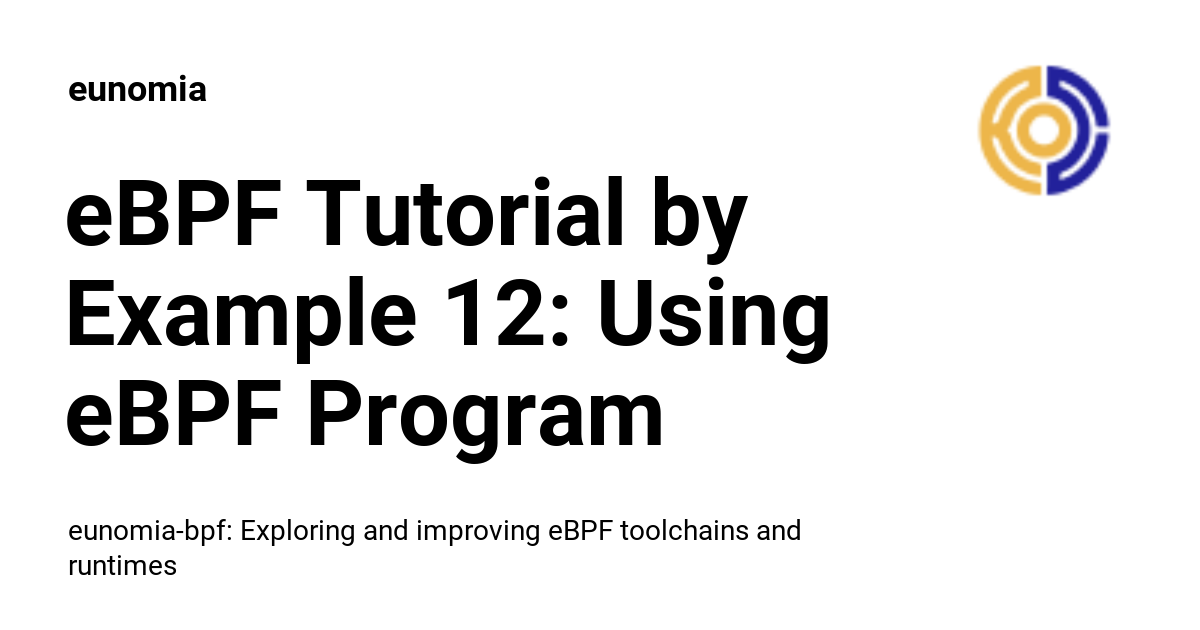 eunomia
eBPF Tutorial by
Example 12: Using
eBPF Program
eunomia-bpf: Exploring and improving eBPF toolchains and
runtimes